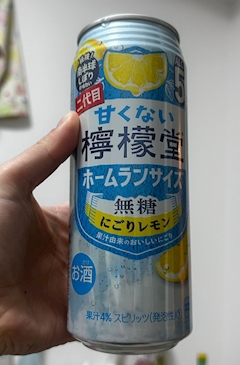 二代目
5
甘くない
檸檬堂
ホームランサイズ
無糖
にごりレモン
果汁由来のおいしいにごり
お酒
果汁4% スピリッツ(発泡性)